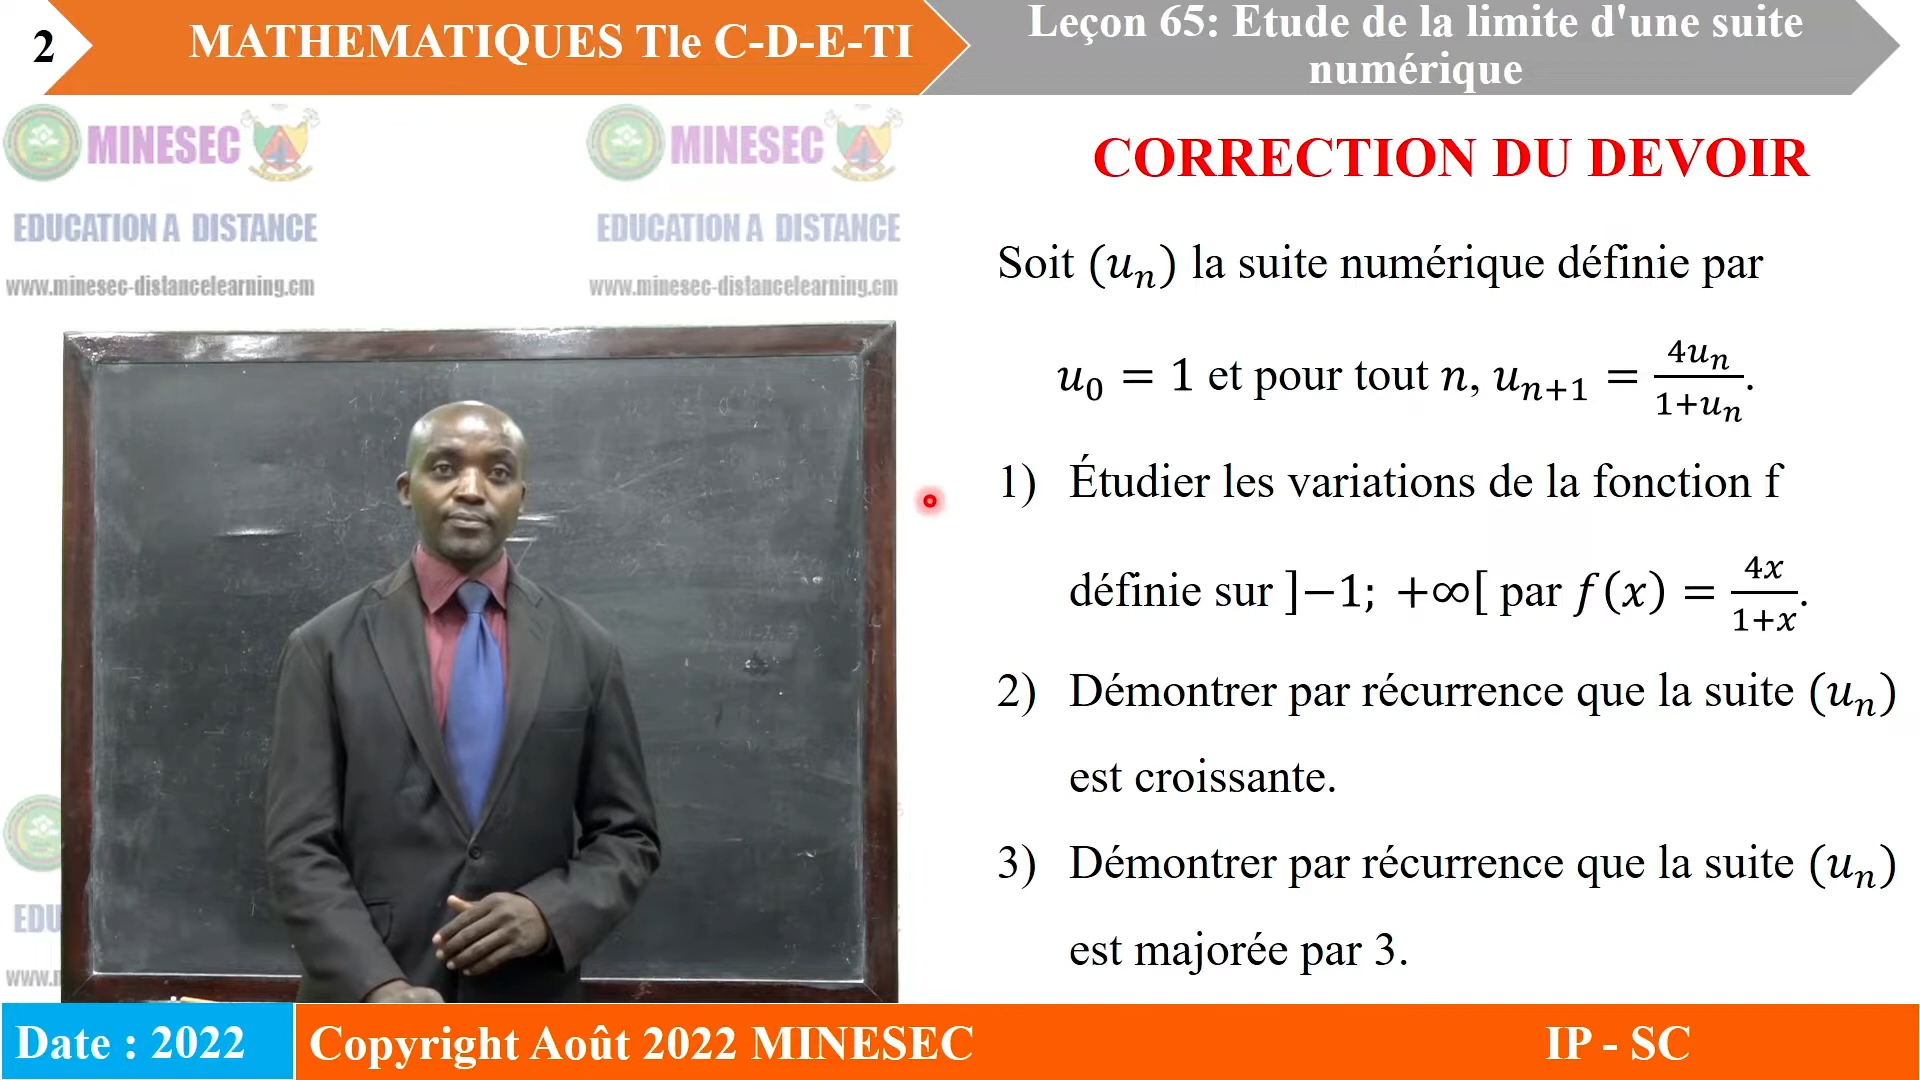 2
MATHEMATIQUES Tle C-D-E-TI
Leçon 65: Etude de la limite d'une suite
numérique
MINESEC
EDUCATION A DISTANCE
www.minesec-distancelearning.cm
MINESEC
EDUCATION A DISTANCE
www.minesec-distancelearning.cm
CORRECTION DU DEVOIR
Soit (uₙ) la suite numérique définie par
u₀ = 1 et pour tout n, uₙ₊₁ = 4uₙ/1+uₙ.
1) Étudier les variations de la fonction f
définie sur ]−1; +∞[ par f(x) = 4x/1+x.
2) Démontrer par récurrence que la suite (uₙ)
est croissante.
3) Démontrer par récurrence que la suite (uₙ)
est majorée par 3.
EDU
www.
Date : 2022
Copyright Août 2022 MINESEC
IP - SC